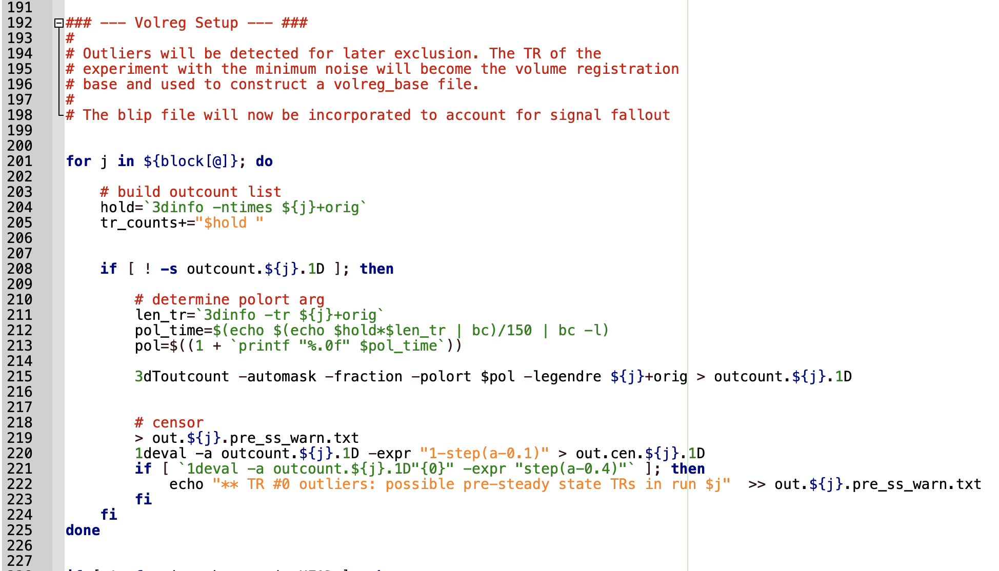 191
192 ### --- Volreg Setup --- ###
193 #
194 # Outliers will be detected for later exclusion. The TR of the
195 # experiment with the minimum noise will become the volume registration
196 # base and used to construct a volreg_base file.
197 #
198 # The blip file will now be incorporated to account for signal fallout
199
200
201 for j in ${block[@]}; do
202
203     # build outcount list
204     hold=`3dinfo -ntimes ${j}+orig`
205     tr_counts+="$hold "
206
207
208     if [ ! -s outcount.${j}.1D ]; then
209
210         # determine polort arg
211         len_tr=`3dinfo -tr ${j}+orig`
212         pol_time=$(echo $(echo $hold*$len_tr | bc)/150 | bc -l)
213         pol=$((1 + `printf "%.0f" $pol_time`))
214
215         3dToutcount -automask -fraction -polort $pol -legendre ${j}+orig > outcount.${j}.1D
216
217
218         # censor
219         > out.${j}.pre_ss_warn.txt
220         1deval -a outcount.${j}.1D -expr "1-step(a-0.1)" > out.cen.${j}.1D
221         if [ `1deval -a outcount.${j}.1D"{0}" -expr "step(a-0.4)"` ]; then
222             echo "** TR #0 outliers: possible pre-steady state TRs in run $j"  >> out.${j}.pre_ss_warn.txt
223         fi
224     fi
225 done
226
227